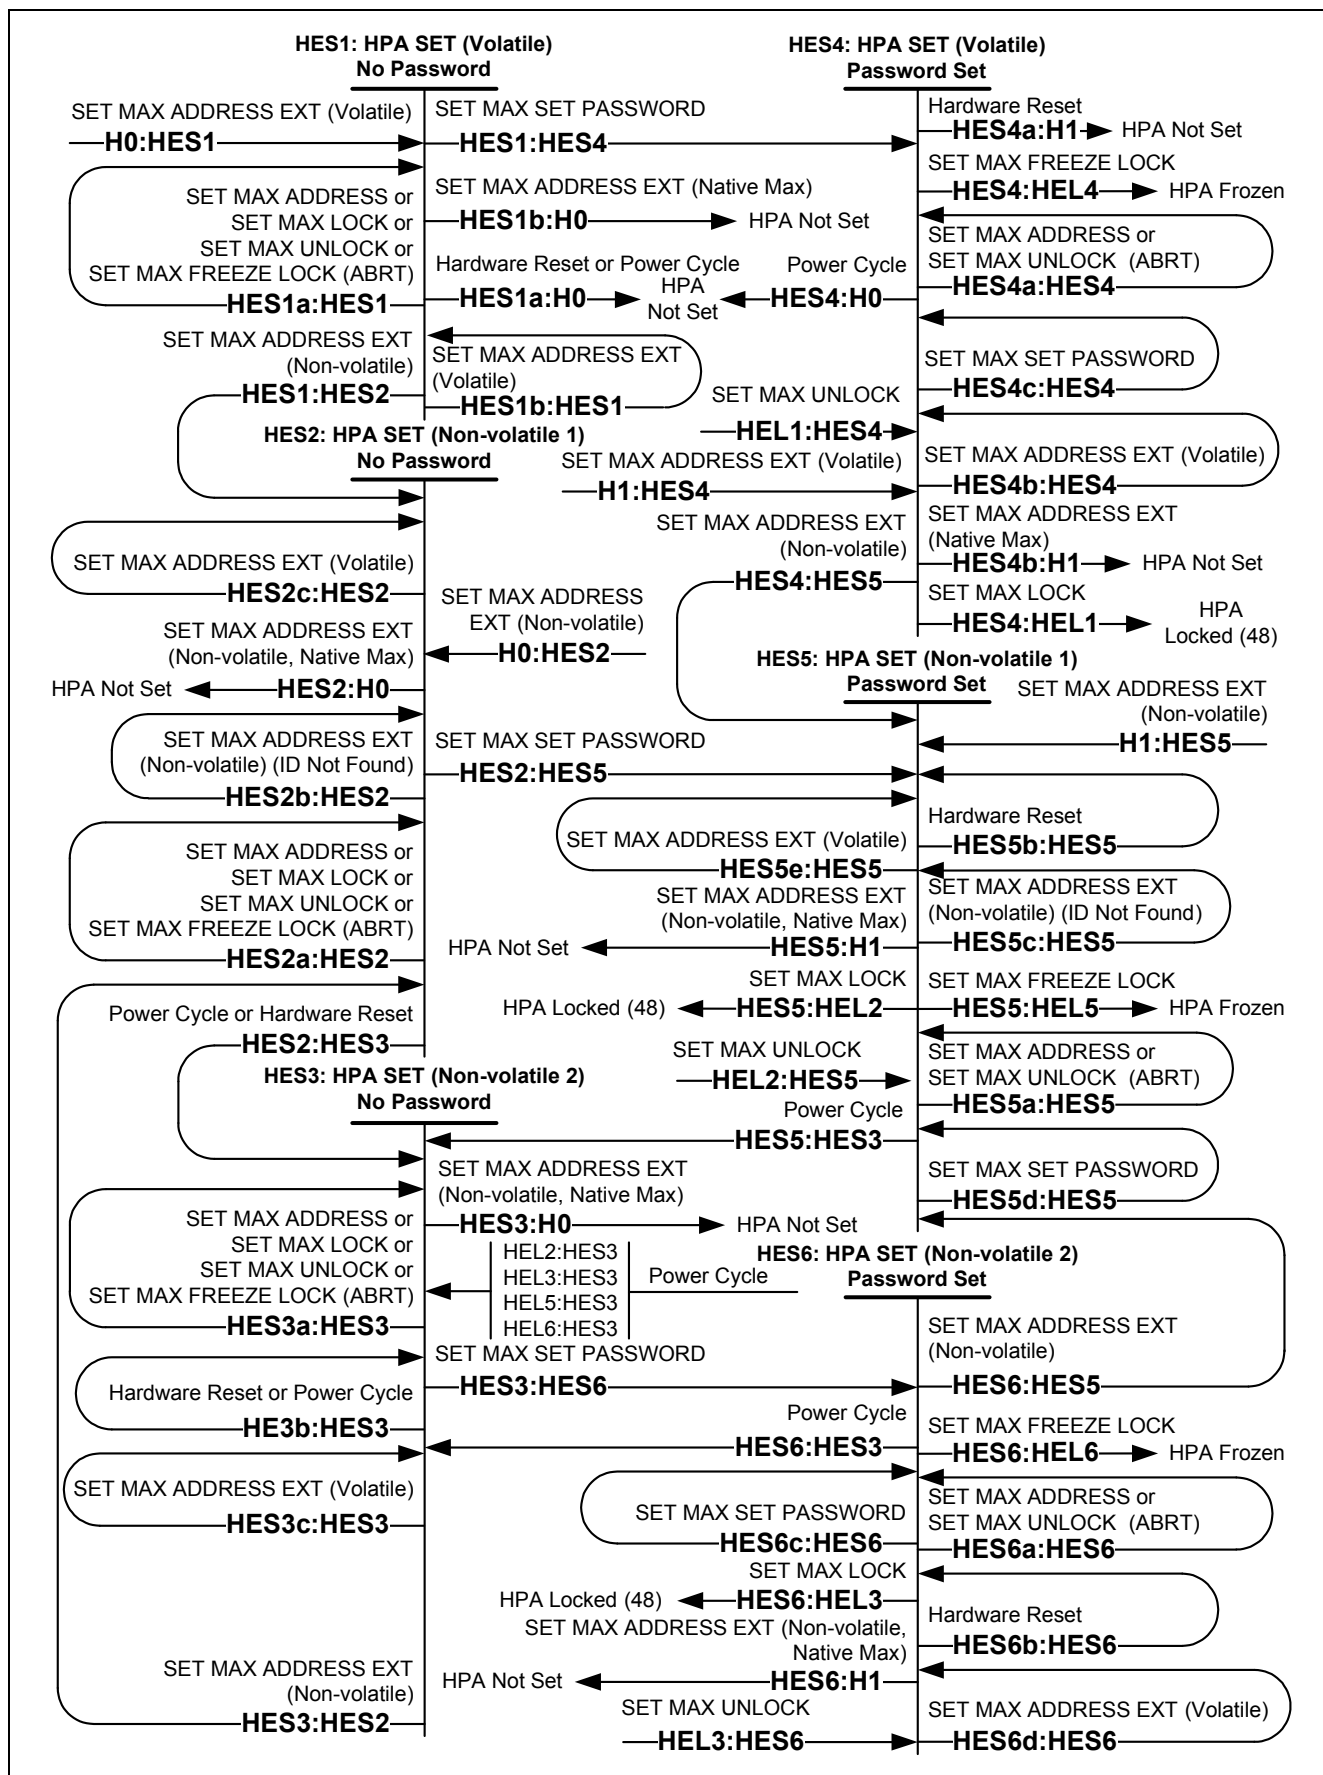 HES1: HPA SET (Volatile)
No Password
SET MAX ADDRESS EXT (Volatile)
H0:HES1
SET MAX SET PASSWORD
HES1:HES4
SET MAX ADDRESS or
SET MAX LOCK or
SET MAX UNLOCK or
SET MAX FREEZE LOCK (ABRT)
HES1a:HES1
SET MAX ADDRESS EXT (Native Max)
HES1b:H0
HPA Not Set
Hardware Reset or Power Cycle
HES1a:H0
HPA
Not Set
Power Cycle
HES4:H0
SET MAX ADDRESS EXT
(Non-volatile)
HES1:HES2
SET MAX ADDRESS EXT
(Volatile)
HES1b:HES1
HES4: HPA SET (Volatile)
Password Set
Hardware Reset
HES4a:H1
HPA Not Set
SET MAX FREEZE LOCK
HES4:HEL4
HPA Frozen
SET MAX ADDRESS or
SET MAX UNLOCK (ABRT)
HES4a:HES4
SET MAX SET PASSWORD
HES4c:HES4
SET MAX UNLOCK
HEL1:HES4
SET MAX ADDRESS EXT (Volatile)
HES4b:HES4
SET MAX ADDRESS EXT (Volatile)
H1:HES4
SET MAX ADDRESS EXT
(Native Max)
HES4b:H1
HPA Not Set
SET MAX ADDRESS EXT
(Non-volatile)
HES4:HES5
SET MAX LOCK
HES4:HEL1
HPA
Locked (48)
HES2: HPA SET (Non-volatile 1)
No Password
SET MAX ADDRESS EXT (Volatile)
HES2c:HES2
SET MAX ADDRESS
EXT (Non-volatile)
H0:HES2
SET MAX ADDRESS EXT
(Non-volatile, Native Max)
HPA Not Set
HES2:H0
SET MAX ADDRESS EXT
(Non-volatile) (ID Not Found)
HES2b:HES2
SET MAX SET PASSWORD
HES2:HES5
SET MAX ADDRESS or
SET MAX LOCK or
SET MAX UNLOCK or
SET MAX FREEZE LOCK (ABRT)
HES2a:HES2
Power Cycle or Hardware Reset
HES2:HES3
HES5: HPA SET (Non-volatile 1)
Password Set
SET MAX ADDRESS EXT
(Non-volatile)
H1:HES5
Hardware Reset
HES5b:HES5
SET MAX ADDRESS EXT (Volatile)
HES5e:HES5
SET MAX ADDRESS EXT
(Non-volatile, Native Max)
HPA Not Set
HES5:H1
SET MAX ADDRESS EXT
(Non-volatile) (ID Not Found)
HES5c:HES5
SET MAX LOCK
HPA Locked (48)
HES5:HEL2
SET MAX FREEZE LOCK
HES5:HEL5
HPA Frozen
SET MAX UNLOCK
HEL2:HES5
SET MAX ADDRESS or
SET MAX UNLOCK (ABRT)
HES5a:HES5
Power Cycle
HES5:HES3
SET MAX SET PASSWORD
HES5d:HES5
HES3: HPA SET (Non-volatile 2)
No Password
SET MAX ADDRESS EXT
(Non-volatile, Native Max)
HES3:H0
HPA Not Set
SET MAX ADDRESS or
SET MAX LOCK or
SET MAX UNLOCK or
SET MAX FREEZE LOCK (ABRT)
HES3a:HES3
HEL2:HES3
HEL3:HES3
HEL5:HES3
HEL6:HES3
Power Cycle
SET MAX SET PASSWORD
HES3:HES6
Hardware Reset or Power Cycle
HE3b:HES3
SET MAX ADDRESS EXT (Volatile)
HES3c:HES3
SET MAX ADDRESS EXT
(Non-volatile)
HES3:HES2
HES6: HPA SET (Non-volatile 2)
Password Set
SET MAX ADDRESS EXT
(Non-volatile)
HES6:HES5
Power Cycle
HES6:HES3
SET MAX FREEZE LOCK
HES6:HEL6
HPA Frozen
SET MAX SET PASSWORD
HES6c:HES6
SET MAX ADDRESS or
SET MAX UNLOCK (ABRT)
HES6a:HES6
SET MAX LOCK
HPA Locked (48)
HES6:HEL3
Hardware Reset
HES6b:HES6
SET MAX ADDRESS EXT (Non-volatile,
Native Max)
HPA Not Set
HES6:H1
SET MAX UNLOCK
HEL3:HES6
SET MAX ADDRESS EXT (Volatile)
HES6d:HES6